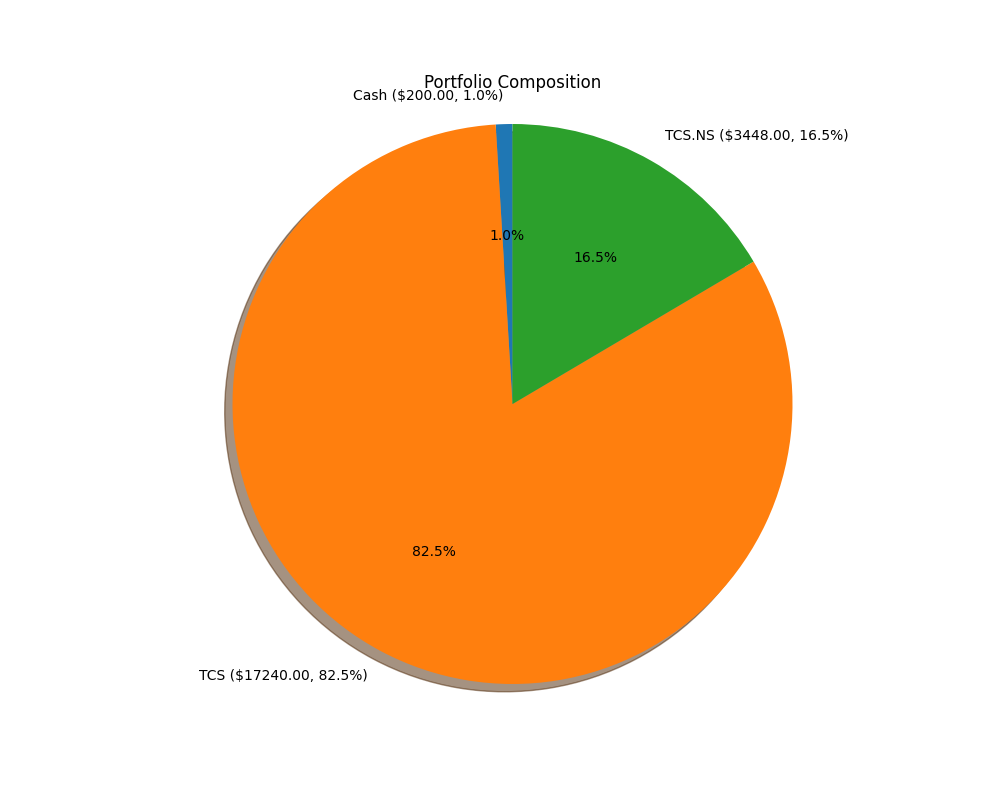 Portfolio Composition
Cash ($200.00, 1.0%)
TCS.NS ($3448.00, 16.5%)
1.0%
16.5%
82.5%
TCS ($17240.00, 82.5%)